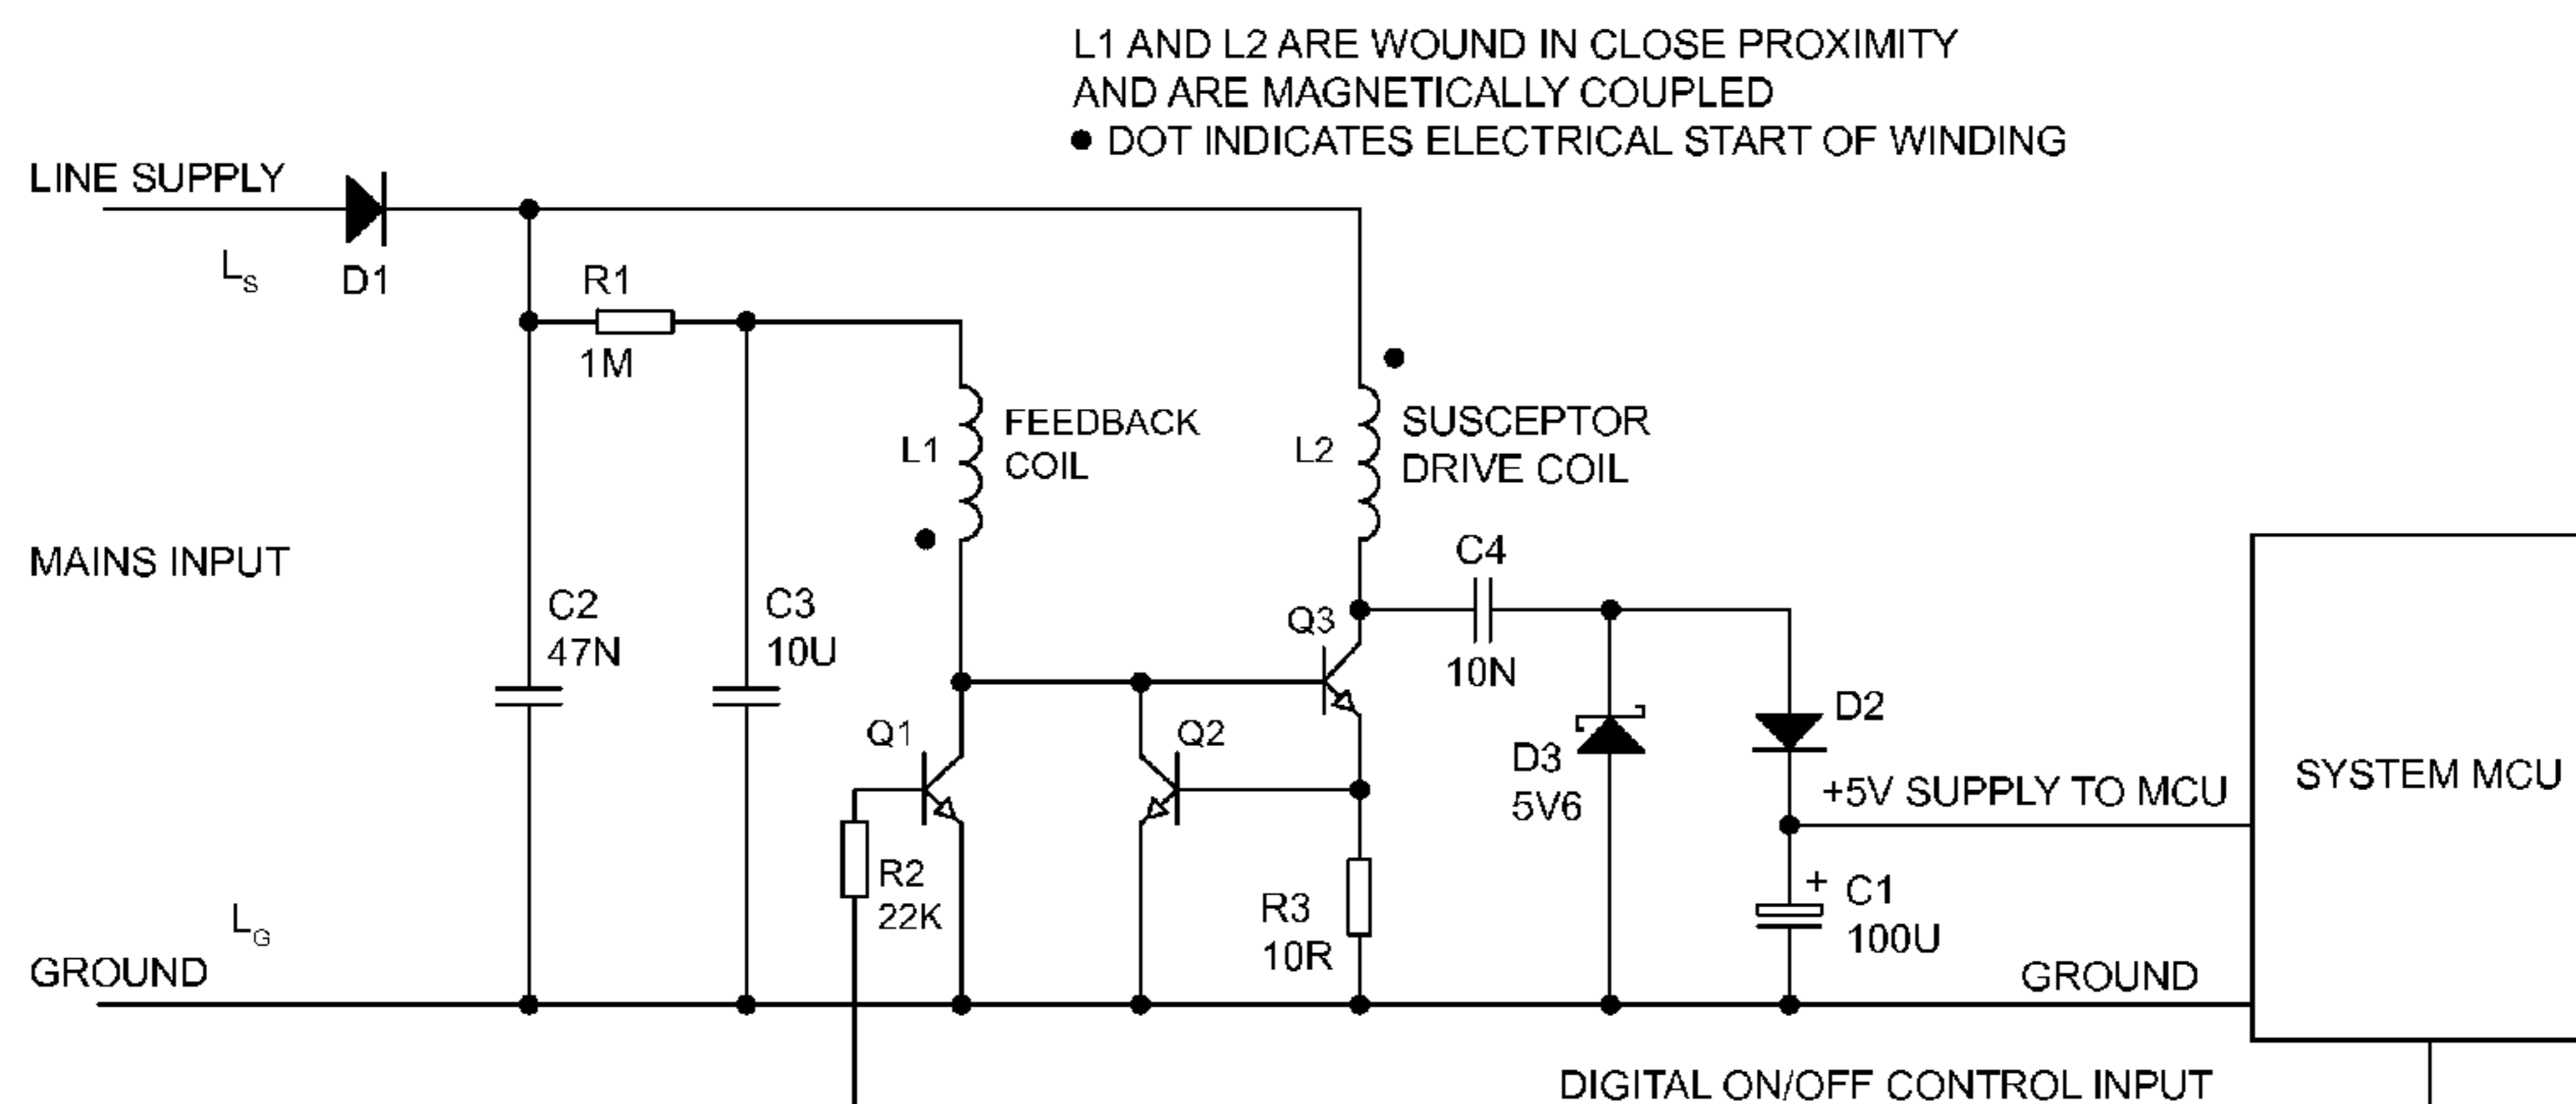 L1 AND L2 ARE WOUND IN CLOSE PROXIMITY
AND ARE MAGNETICALLY COUPLED
● DOT INDICATES ELECTRICAL START OF WINDING
LINE SUPPLY
LS
D1
R1
1M
L1
FEEDBACK
COIL
L2
SUSCEPTOR
DRIVE COIL
MAINS INPUT
C2
47N
C3
10U
Q3
C4
10N
Q1
Q2
D3
5V6
D2
+5V SUPPLY TO MCU
SYSTEM MCU
R2
22K
R3
10R
+
C1
100U
LG
GROUND
GROUND
DIGITAL ON/OFF CONTROL INPUT